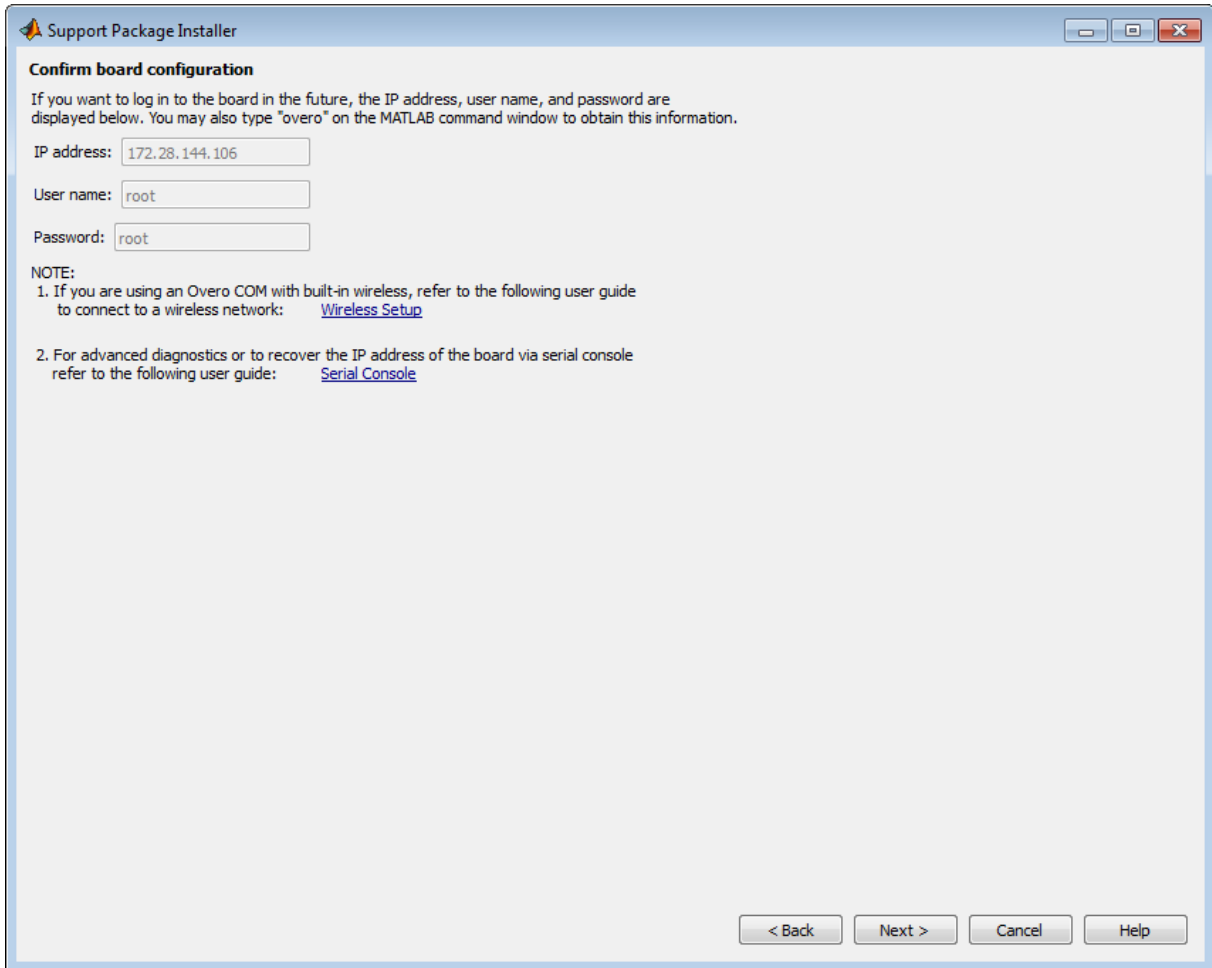 Support Package Installer
Confirm board configuration
If you want to log in to the board in the future, the IP address, user name, and password are
displayed below. You may also type "overo" on the MATLAB command window to obtain this information.
IP address: 172.28.144.106
User name: root
Password: root
NOTE:
1. If you are using an Overo COM with built-in wireless, refer to the following user guide
to connect to a wireless network: Wireless Setup
2. For advanced diagnostics or to recover the IP address of the board via serial console
refer to the following user guide: Serial Console
< Back Next > Cancel Help